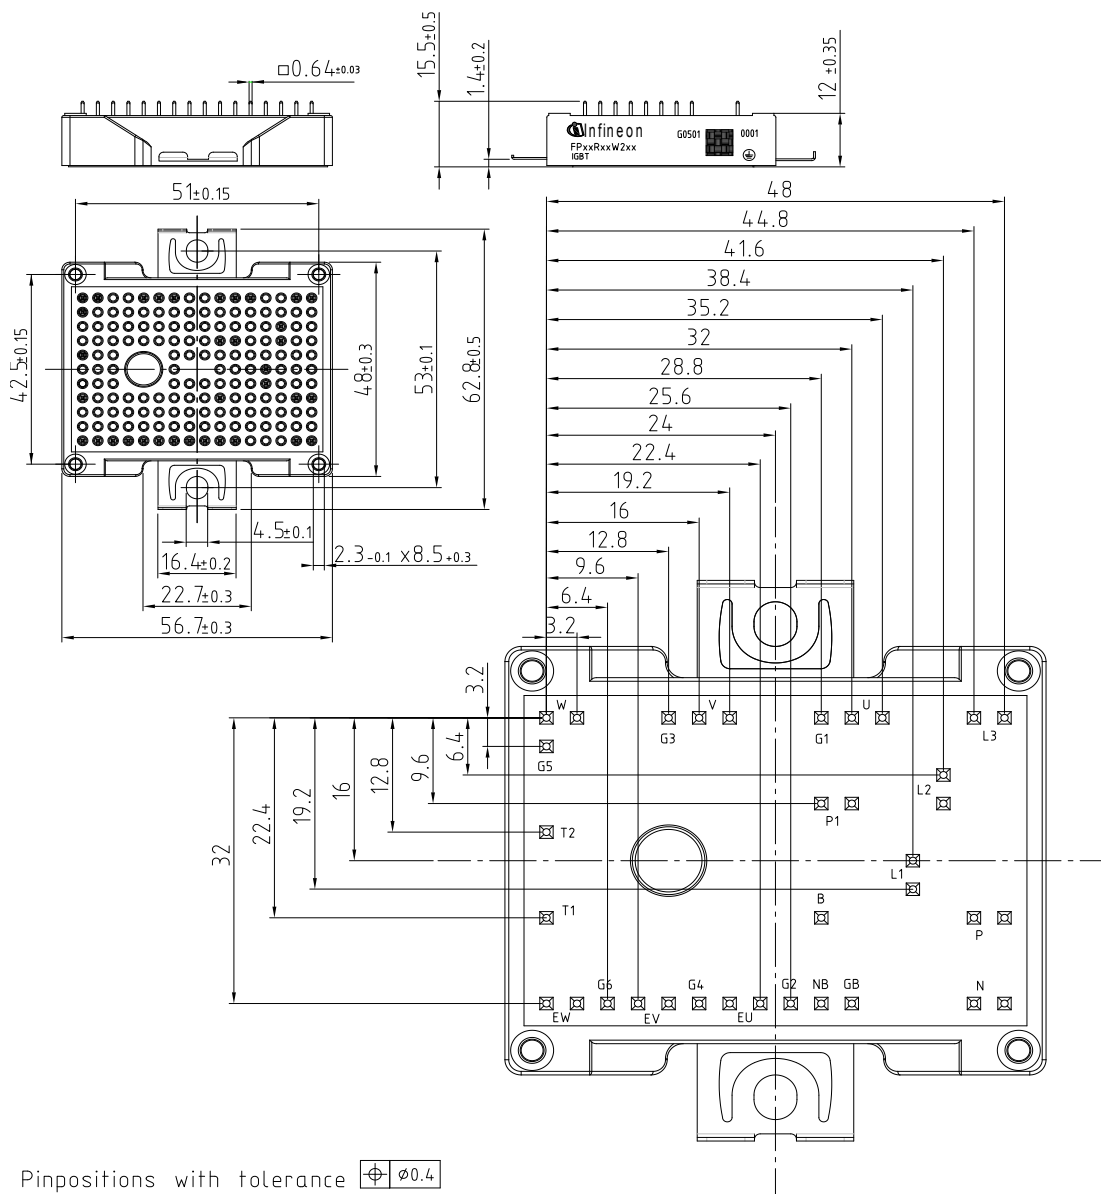 □0.64±0.03
15.5±0.5
1.4±0.2
12 ±0.35
Infineon
FPxxRxxW2xx
IGBT
G0501
0001
51±0.15
42.5±0.15
48±0.3
53±0.1
62.8±0.5
4.5±0.1
16.4±0.2
2.3-0.1 x8.5+0.3
22.7±0.3
56.7±0.3
48
44.8
41.6
38.4
35.2
32
28.8
25.6
24
22.4
19.2
16
12.8
9.6
6.4
3.2
3.2
6.4
9.6
12.8
16
19.2
22.4
32
W
G3
V
G1
U
L3
G5
L2
P1
T2
L1
T1
B
P
G6
G4
G2
NB
GB
N
EW
EV
EU
Pinpositions with tolerance ⌖ ⌀0.4